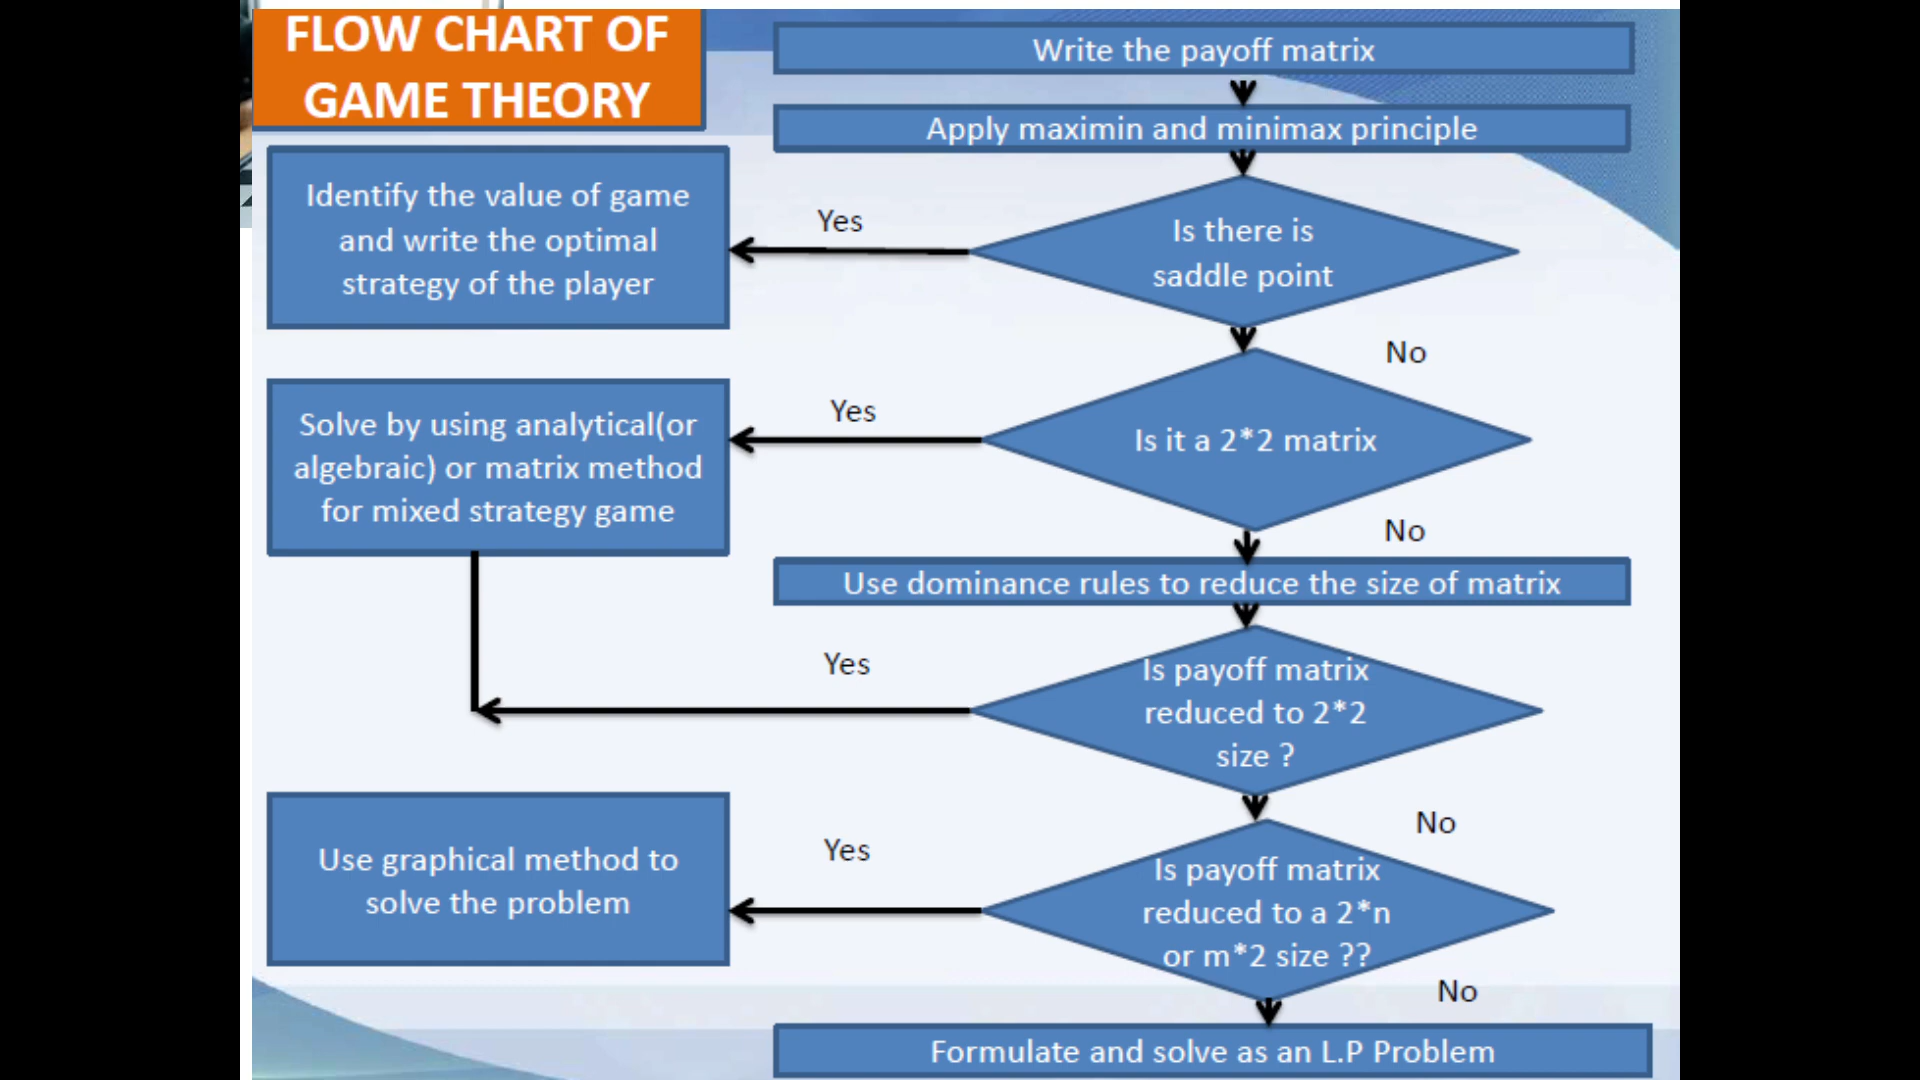 FLOW CHART OF
GAME THEORY
Write the payoff matrix
Apply maximin and minimax principle
Identify the value of game
and write the optimal
strategy of the player
Yes
Is there is
saddle point
No
Solve by using analytical(or
algebraic) or matrix method
for mixed strategy game
Yes
Is it a 2*2 matrix
No
Use dominance rules to reduce the size of matrix
Yes
Is payoff matrix
reduced to 2*2
size ?
No
Use graphical method to
solve the problem
Yes
Is payoff matrix
reduced to a 2*n
or m*2 size ??
No
Formulate and solve as an L.P Problem